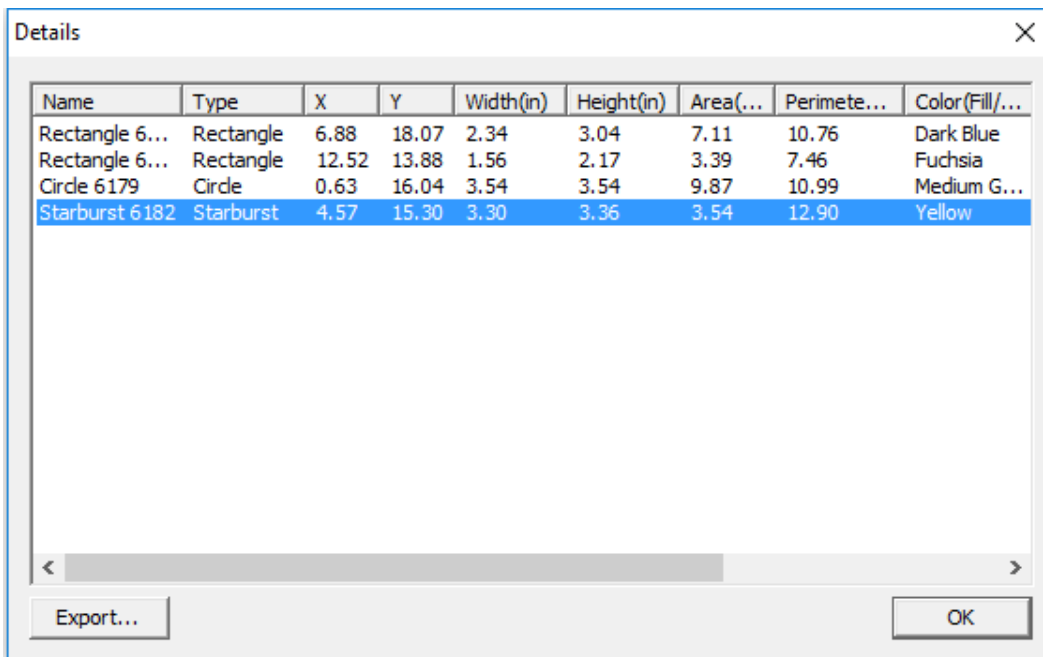 Details
Name Type X Y Width(in) Height(in) Area(... Perimete... Color(Fill/...
Rectangle 6... Rectangle 6.88 18.07 2.34 3.04 7.11 10.76 Dark Blue
Rectangle 6... Rectangle 12.52 13.88 1.56 2.17 3.39 7.46 Fuchsia
Circle 6179 Circle 0.63 16.04 3.54 3.54 9.87 10.99 Medium G...
Starburst 6182 Starburst 4.57 15.30 3.30 3.36 3.54 12.90 Yellow
Export... OK